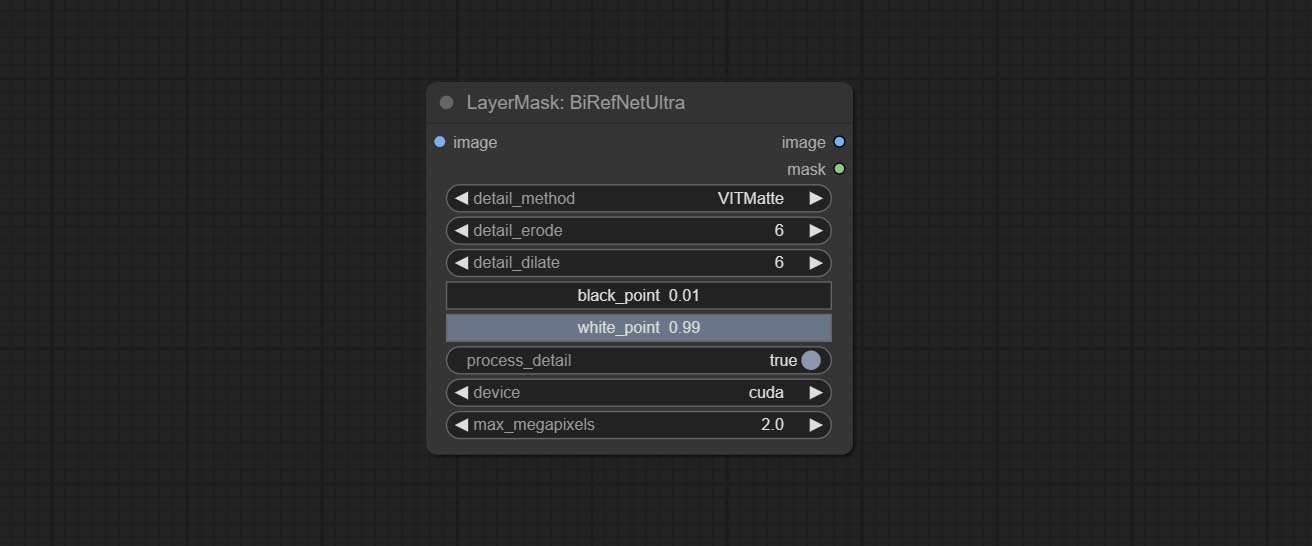 LayerMask: BiRefNetUltra
image image
mask
detail_method VITMatte
detail_erode 6
detail_dilate 6
black_point 0.01
white_point 0.99
process_detail true
device cuda
max_megapixels 2.0